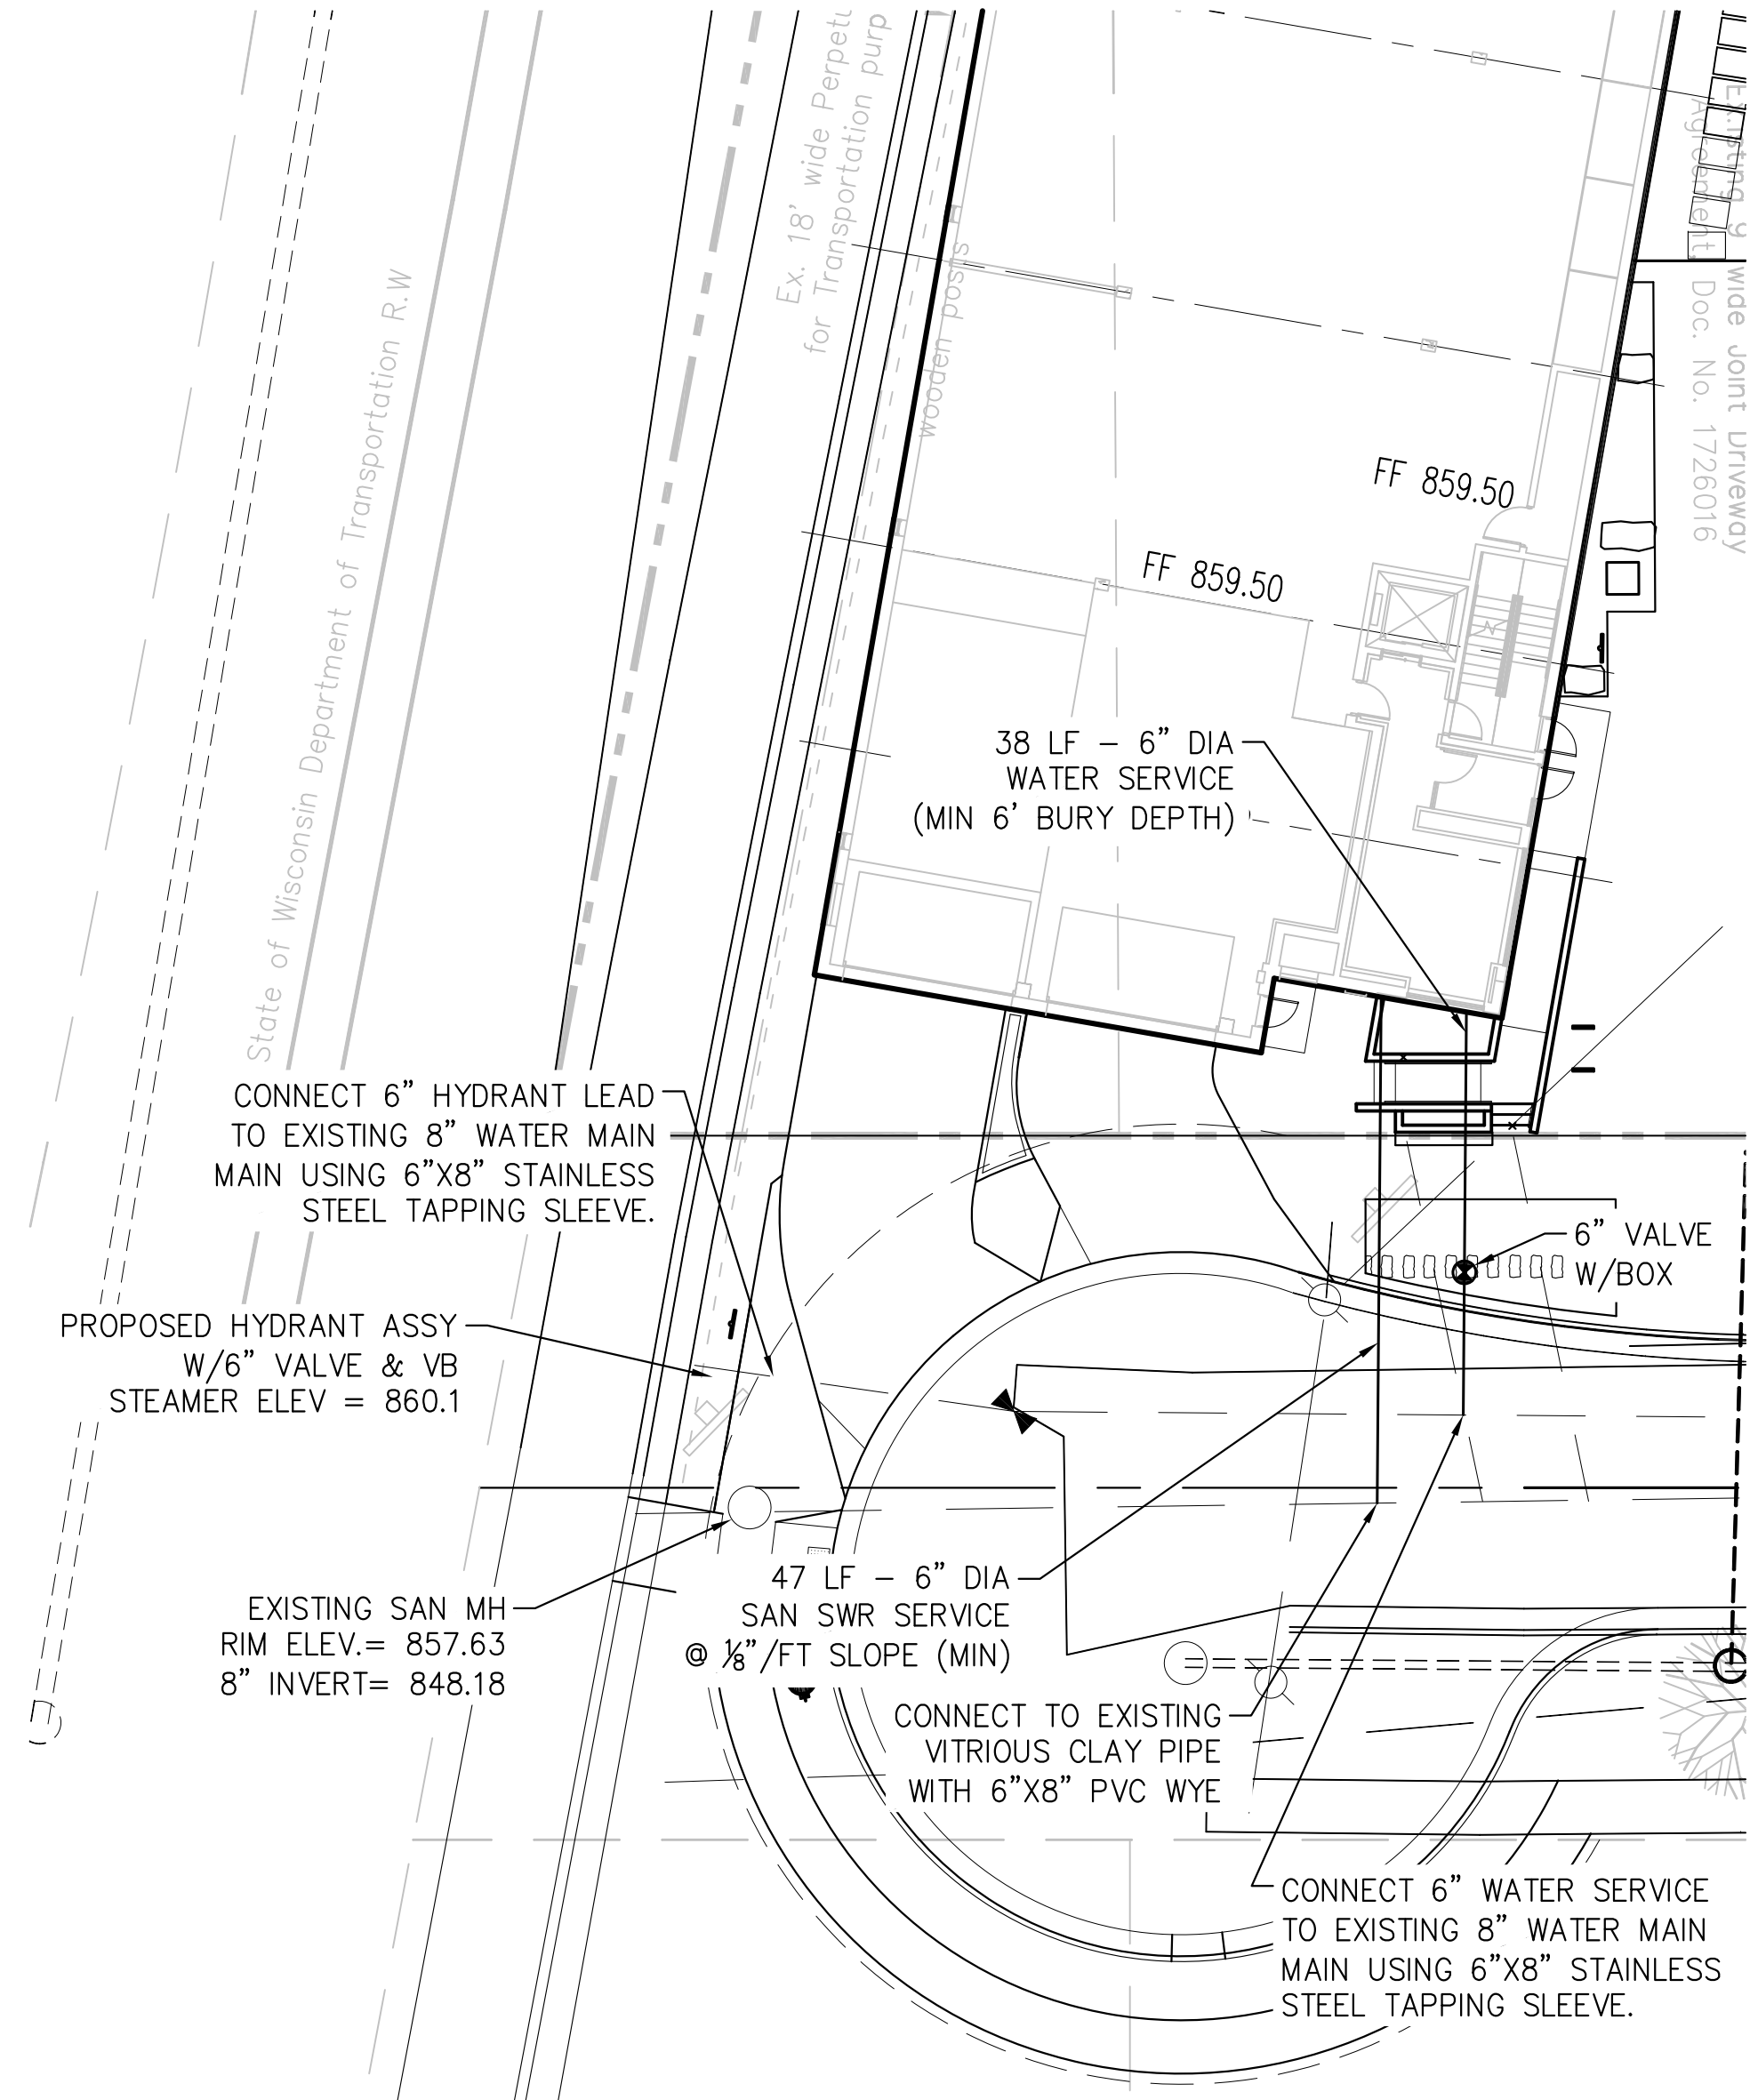 Ex. 18' wide
for Transportation purp
wooden posts
State of Wisconsin Department of Transportation R.W
wide Joint Driveway
Agreement, Doc. No. 1726016
FF 859.50
FF 859.50
38 LF – 6" DIA
WATER SERVICE
(MIN 6' BURY DEPTH)
CONNECT 6" HYDRANT LEAD
TO EXISTING 8" WATER MAIN
MAIN USING 6"X8" STAINLESS
STEEL TAPPING SLEEVE.
6" VALVE
W/BOX
PROPOSED HYDRANT ASSY
W/6" VALVE & VB
STEAMER ELEV = 860.1
EXISTING SAN MH
RIM ELEV.= 857.63
8" INVERT= 848.18
47 LF – 6" DIA
SAN SWR SERVICE
@ ⅛"/FT SLOPE (MIN)
CONNECT TO EXISTING
VITRIOUS CLAY PIPE
WITH 6"X8" PVC WYE
CONNECT 6" WATER SERVICE
TO EXISTING 8" WATER MAIN
MAIN USING 6"X8" STAINLESS
STEEL TAPPING SLEEVE.